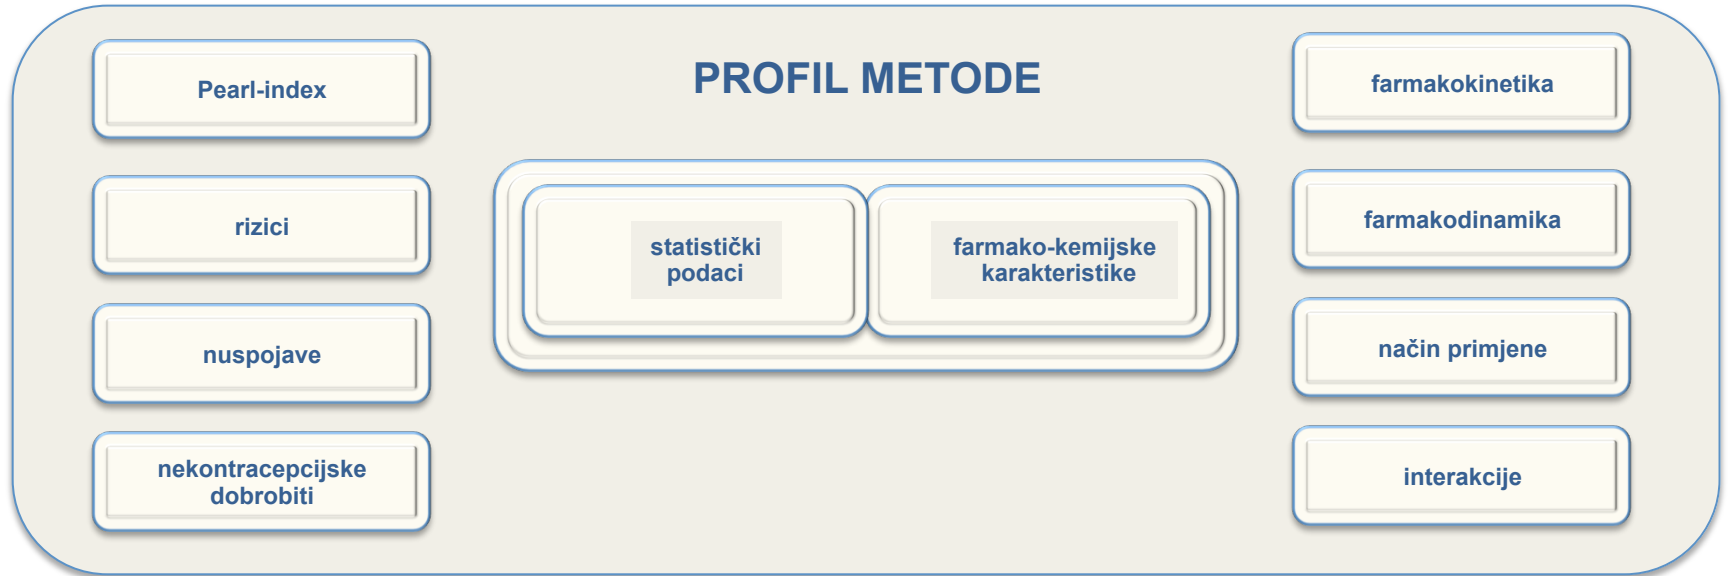 PROFIL METODE
Pearl-index
rizici
nuspojave
nekontracepcijske
dobrobiti
statistički
podaci
farmako-kemijske
karakteristike
farmakokinetika
farmakodinamika
način primjene
interakcije